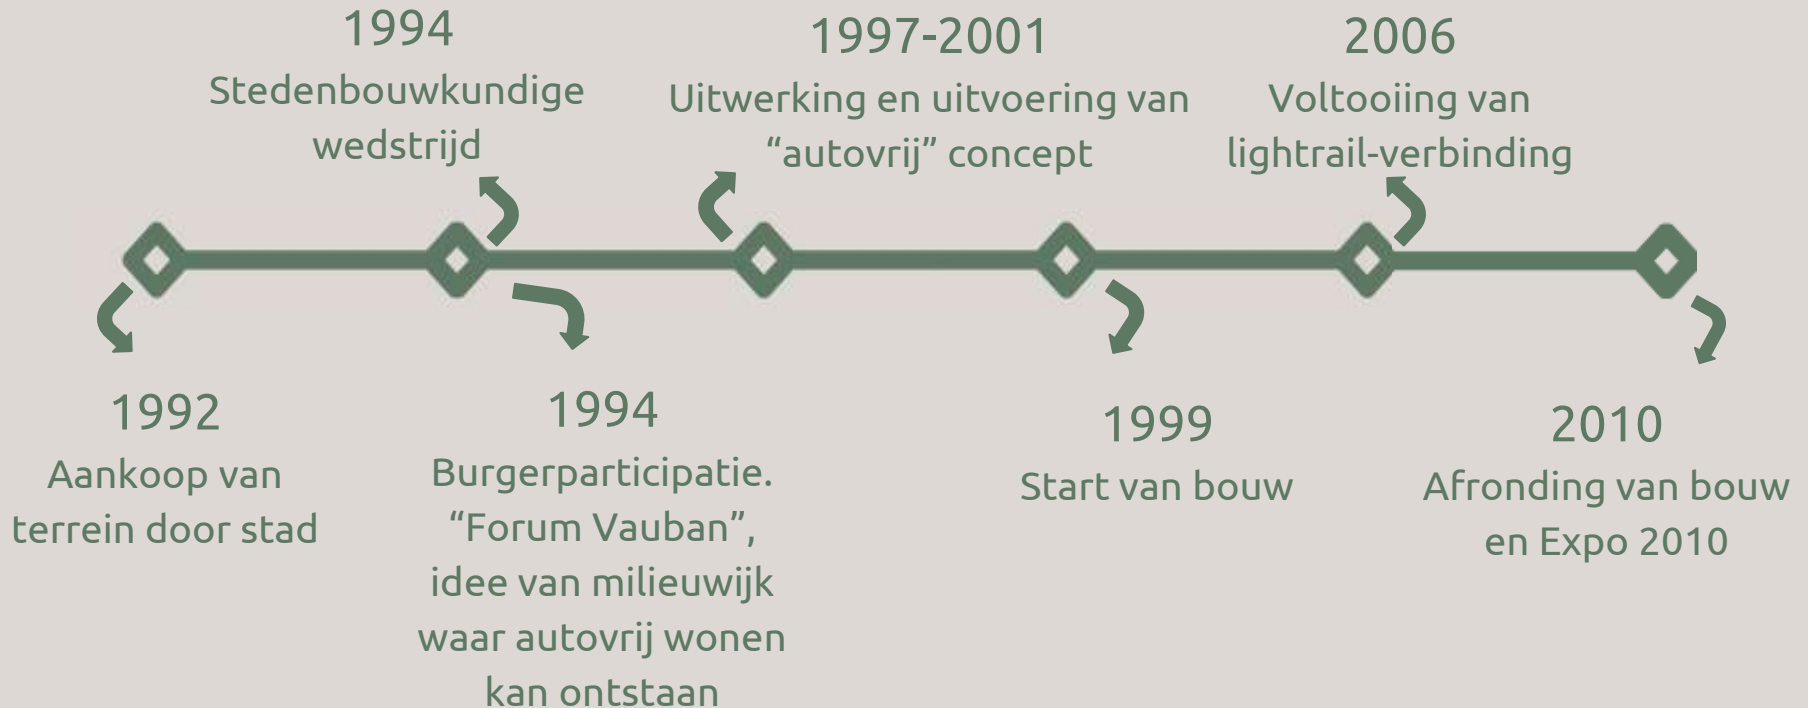 1994
Stedenbouwkundige
wedstrijd
1997-2001
Uitwerking en uitvoering van
“autovrij” concept
2006
Voltooiing van
lightrail-verbinding
1992
Aankoop van
terrein door stad
1994
Burgerparticipatie.
“Forum Vauban”,
idee van milieuwijk
waar autovrij wonen
kan ontstaan
1999
Start van bouw
2010
Afronding van bouw
en Expo 2010